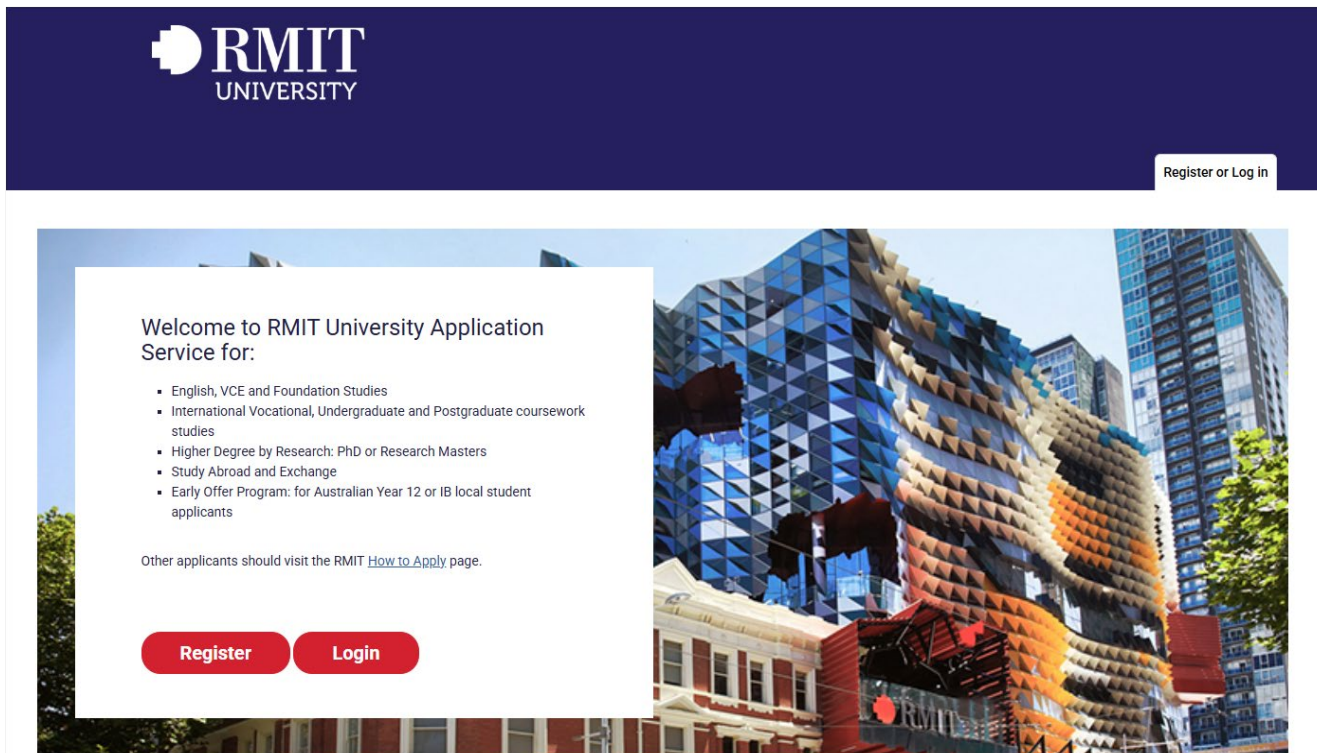 RMIT
UNIVERSITY
Register or Log in
Welcome to RMIT University Application
Service for:
English, VCE and Foundation Studies
International Vocational, Undergraduate and Postgraduate coursework
studies
Higher Degree by Research: PhD or Research Masters
Study Abroad and Exchange
Early Offer Program: for Australian Year 12 or IB local student
applicants
Other applicants should visit the RMIT How to Apply page.
Register Login
RMIT